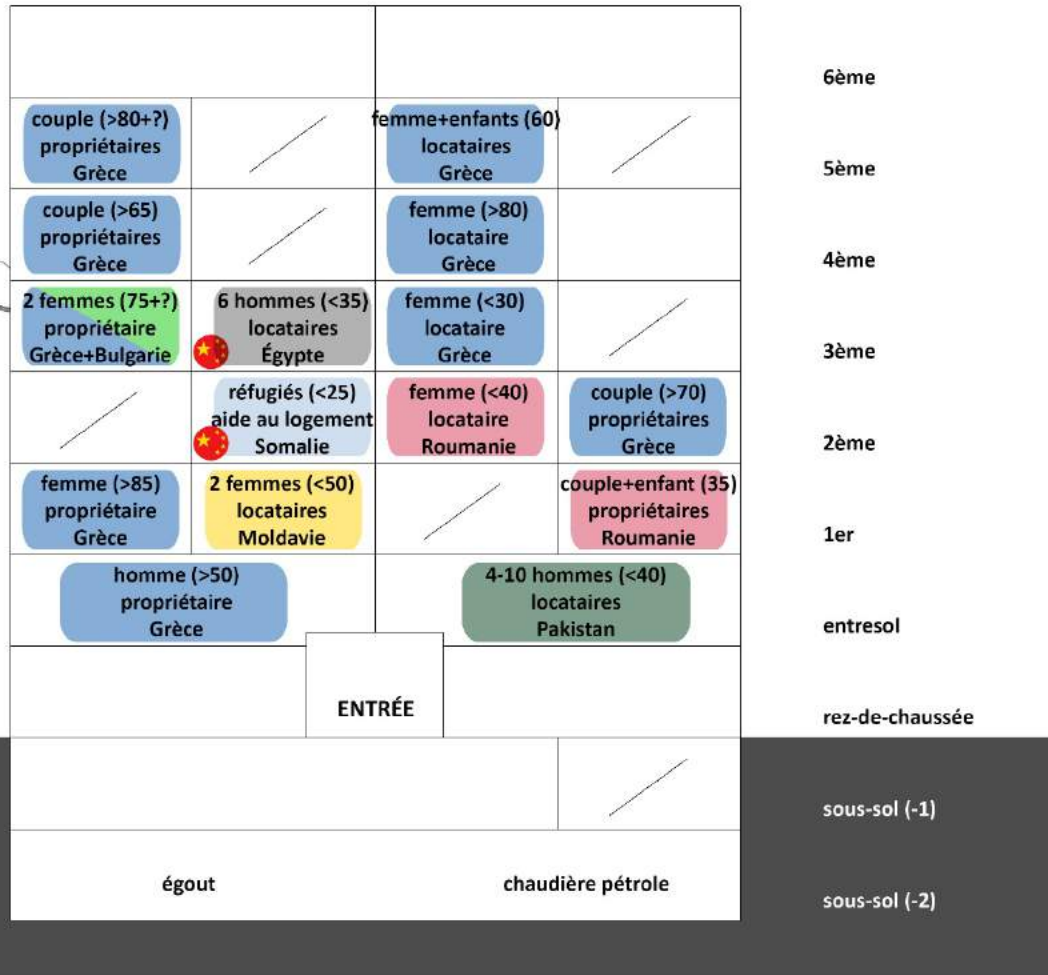 6ème
couple (>80+?)
propriétaires
Grèce
femme+enfants (60)
locataires
Grèce
5ème
couple (>65)
propriétaires
Grèce
femme (>80)
locataire
Grèce
4ème
2 femmes (75+?)
propriétaire
Grèce+Bulgarie
6 hommes (<35)
locataires
Égypte
femme (<30)
locataire
Grèce
3ème
réfugiés (<25)
aide au logement
Somalie
femme (<40)
locataire
Roumanie
couple (>70)
propriétaires
Grèce
2ème
femme (>85)
propriétaire
Grèce
2 femmes (<50)
locataires
Moldavie
couple+enfant (35)
propriétaires
Roumanie
1er
homme (>50)
propriétaire
Grèce
4-10 hommes (<40)
locataires
Pakistan
entresol
ENTRÉE
rez-de-chaussée
sous-sol (-1)
égout
chaudière pétrole
sous-sol (-2)